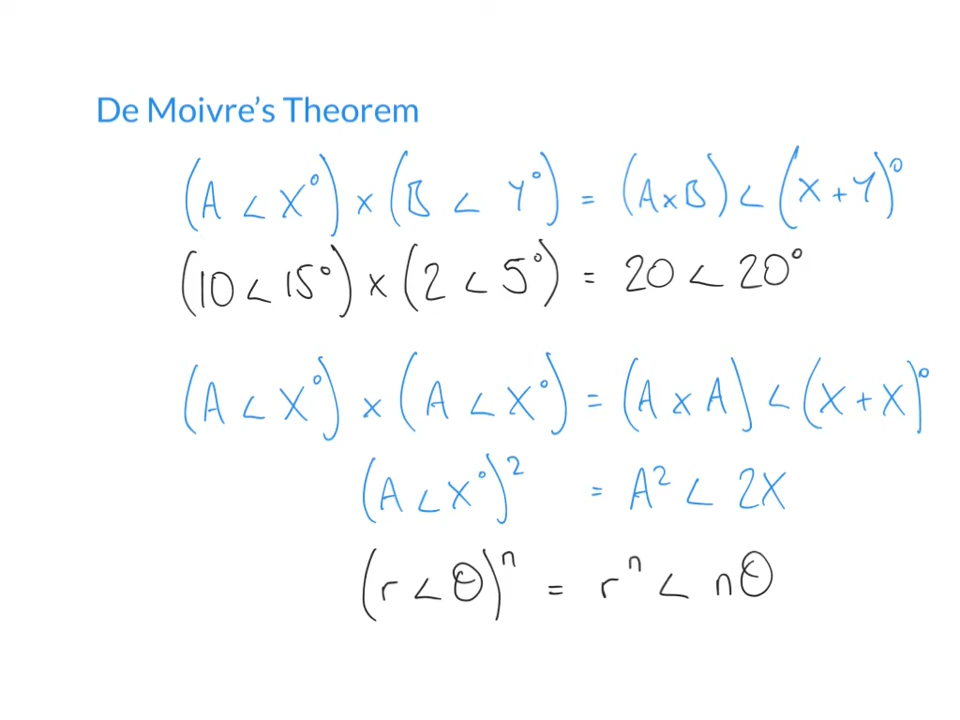 De Moivre's Theorem
(A < X°) × (B < Y°) = (A×B) < (X + Y)°
(10 < 15°) × (2 < 5°) = 20 < 20°
(A < X°) × (A < X°) = (A × A) < (X + X)°
(A < X°)² = A² < 2X
(r < Θ)ⁿ = rⁿ < nΘ